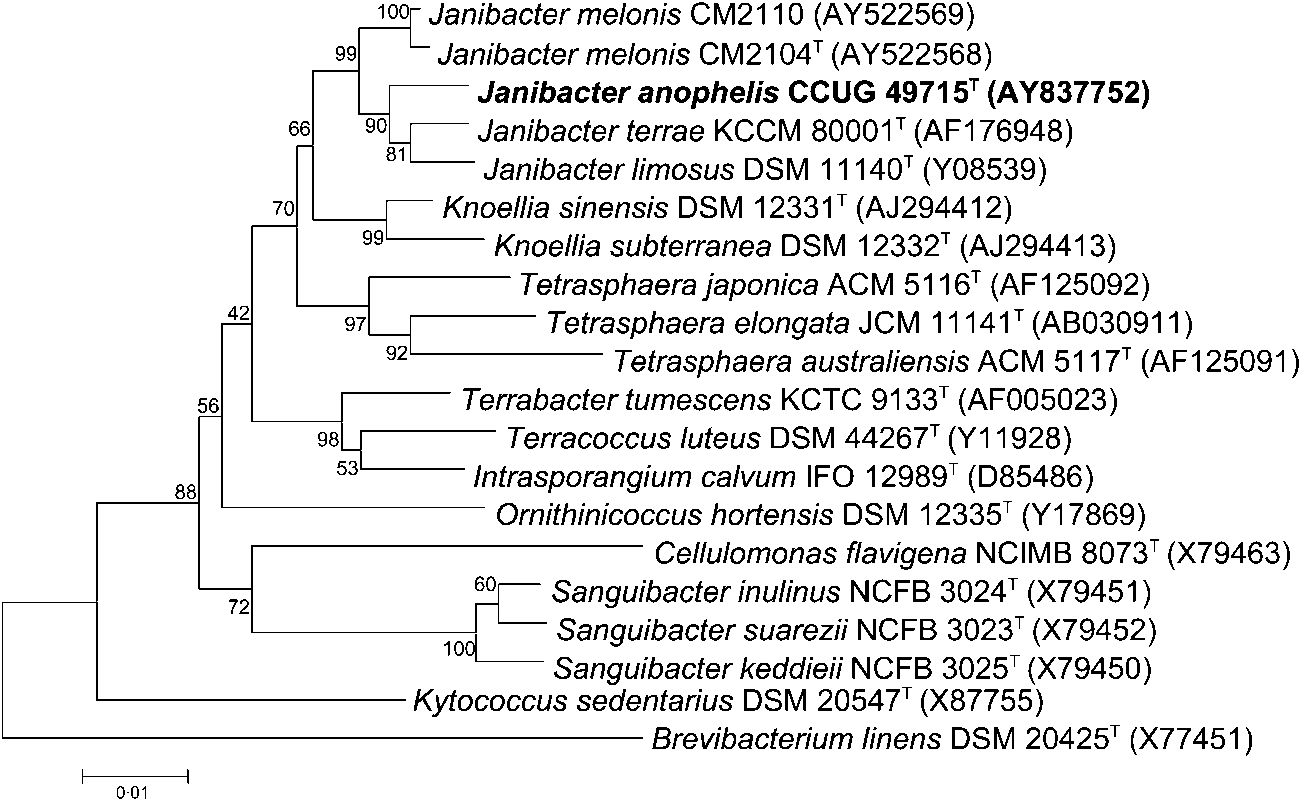 100 Janibacter melonis CM2110 (AY522569)
Janibacter melonis CM2104ᵀ (AY522568)
99
Janibacter anophelis CCUG 49715ᵀ (AY837752)
90
Janibacter terrae KCCM 80001ᵀ (AF176948)
66
81
Janibacter limosus DSM 11140ᵀ (Y08539)
70
Knoellia sinensis DSM 12331ᵀ (AJ294412)
99
Knoellia subterranea DSM 12332ᵀ (AJ294413)
Tetrasphaera japonica ACM 5116ᵀ (AF125092)
42
97
Tetrasphaera elongata JCM 11141ᵀ (AB030911)
92
Tetrasphaera australiensis ACM 5117ᵀ (AF125091)
56
Terrabacter tumescens KCTC 9133ᵀ (AF005023)
98
Terracoccus luteus DSM 44267ᵀ (Y11928)
53
Intrasporangium calvum IFO 12989ᵀ (D85486)
88
Ornithinicoccus hortensis DSM 12335ᵀ (Y17869)
Cellulomonas flavigena NCIMB 8073ᵀ (X79463)
60
Sanguibacter inulinus NCFB 3024ᵀ (X79451)
72
Sanguibacter suarezii NCFB 3023ᵀ (X79452)
100
Sanguibacter keddieii NCFB 3025ᵀ (X79450)
Kytococcus sedentarius DSM 20547ᵀ (X87755)
Brevibacterium linens DSM 20425ᵀ (X77451)
0·01